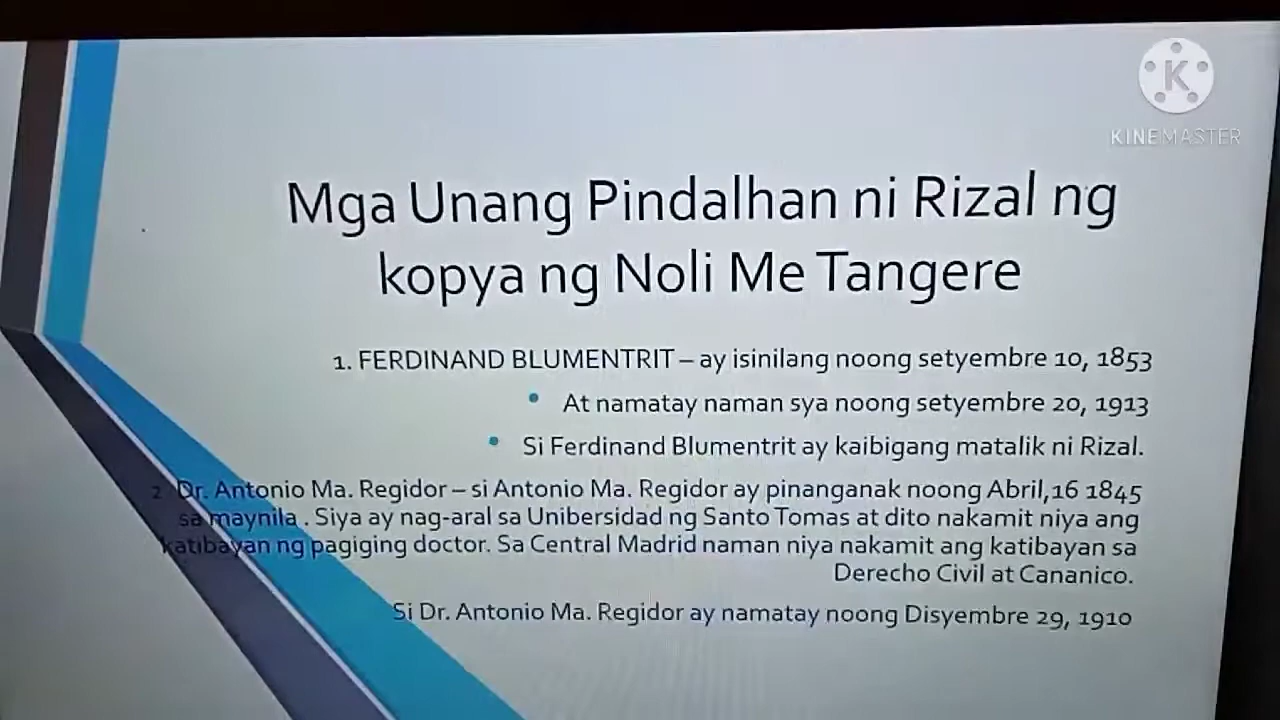 KINEMASTER
Mga Unang Pindalhan ni Rizal ng
kopya ng Noli Me Tangere
1. FERDINAND BLUMENTRIT – ay isinilang noong setyembre 10, 1853
• At namatay naman sya noong setyembre 20, 1913
• Si Ferdinand Blumentrit ay kaibigang matalik ni Rizal.
2 Dr. Antonio Ma. Regidor – si Antonio Ma. Regidor ay pinanganak noong Abril,16 1845
sa maynila . Siya ay nag-aral sa Unibersidad ng Santo Tomas at dito nakamit niya ang
katibayan ng pagiging doctor. Sa Central Madrid naman niya nakamit ang katibayan sa
Derecho Civil at Cananico.
Si Dr. Antonio Ma. Regidor ay namatay noong Disyembre 29, 1910